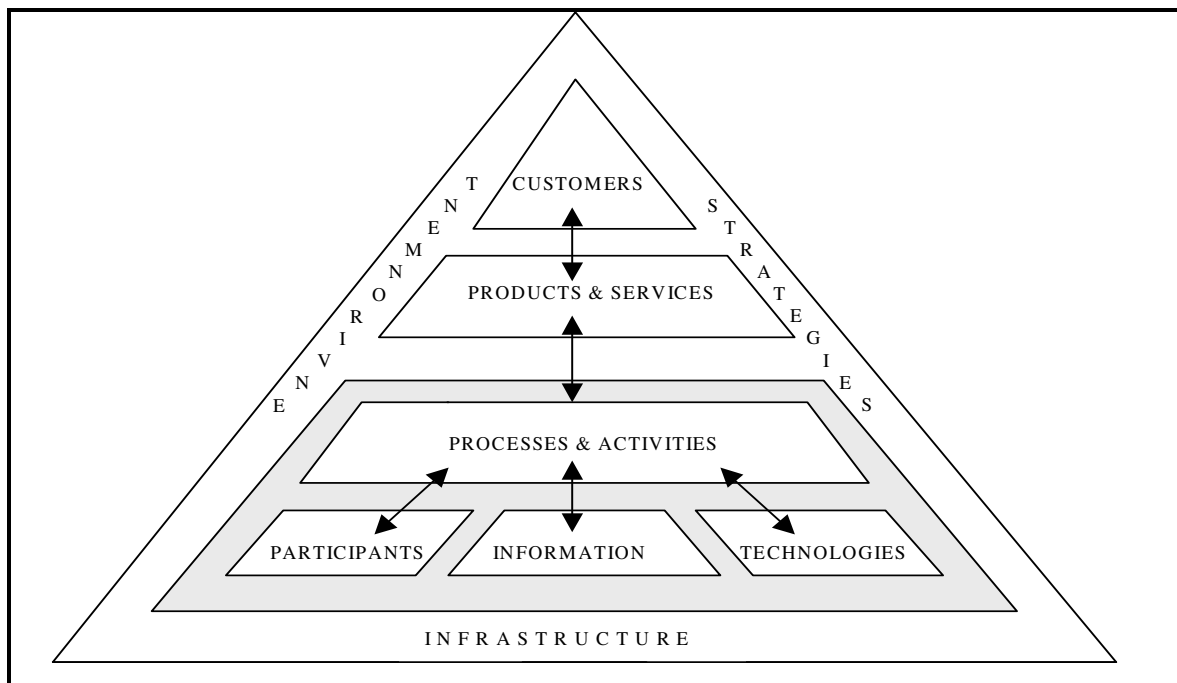 CUSTOMERS
ENVIRONMENT
STRATEGIES
PRODUCTS & SERVICES
PROCESSES & ACTIVITIES
PARTICIPANTS
INFORMATION
TECHNOLOGIES
INFRASTRUCTURE